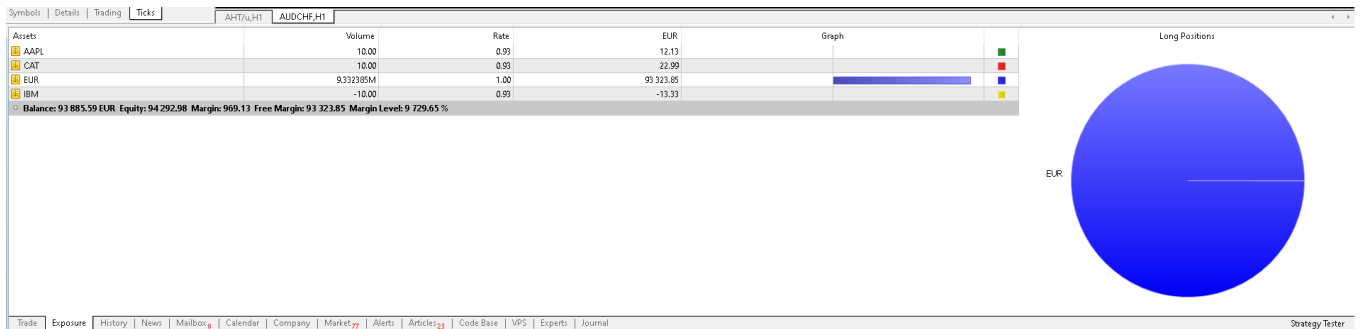 Symbols | Details | Trading | Ticks
AHT/u,H1 | AUDCHF,H1
Assets Volume Rate EUR Graph Long Positions
AAPL 10.00 0.93 12.13
CAT 10.00 0.93 22.99
EUR 9.332385M 1.00 93 323.85
IBM -10.00 0.93 -13.33
Balance: 93 885.59 EUR Equity: 94 292.98 Margin: 969.13 Free Margin: 93 323.85 Margin Level: 9 729.65 %
EUR
Trade | Exposure | History | News | Mailbox 8 | Calendar | Company | Market 77 | Alerts | Articles 23 | Code Base | VPS | Experts | Journal Strategy Tester